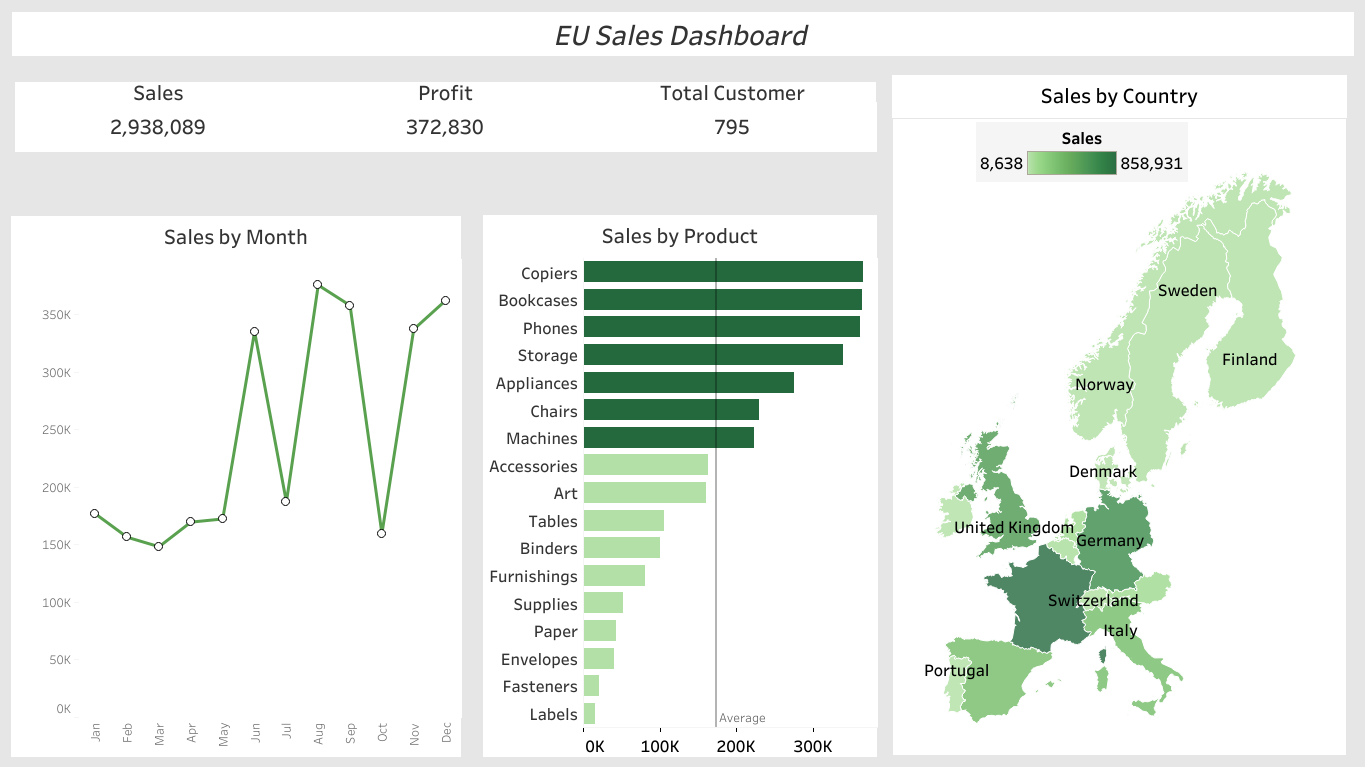 EU Sales Dashboard
Sales
Profit
Total Customer
2,938,089
372,830
795
Sales by Month
350K
300K
250K
200K
150K
100K
50K
0K
Jan
Feb
Mar
Apr
May
Jun
Jul
Aug
Sep
Oct
Nov
Dec
Sales by Product
Copiers
Bookcases
Phones
Storage
Appliances
Chairs
Machines
Accessories
Art
Tables
Binders
Furnishings
Supplies
Paper
Envelopes
Fasteners
Labels
Average
0K
100K
200K
300K
Sales by Country
Sales
8,638
858,931
Sweden
Finland
Norway
Denmark
United Kingdom
Germany
Switzerland
Italy
Portugal